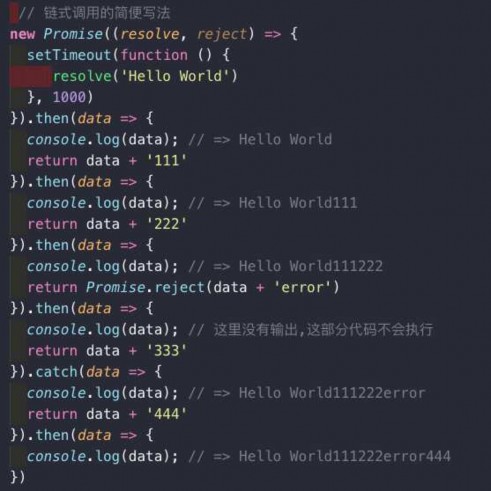 // 链式调用的简便写法
new Promise((resolve, reject) => {
  setTimeout(function () {
    resolve('Hello World')
  }, 1000)
}).then(data => {
  console.log(data); // => Hello World
  return data + '111'
}).then(data => {
  console.log(data); // => Hello World111
  return data + '222'
}).then(data => {
  console.log(data); // => Hello World111222
  return Promise.reject(data + 'error')
}).then(data => {
  console.log(data); // 这里没有输出,这部分代码不会执行
  return data + '333'
}).catch(data => {
  console.log(data); // => Hello World111222error
  return data + '444'
}).then(data => {
  console.log(data); // => Hello World111222error444
})